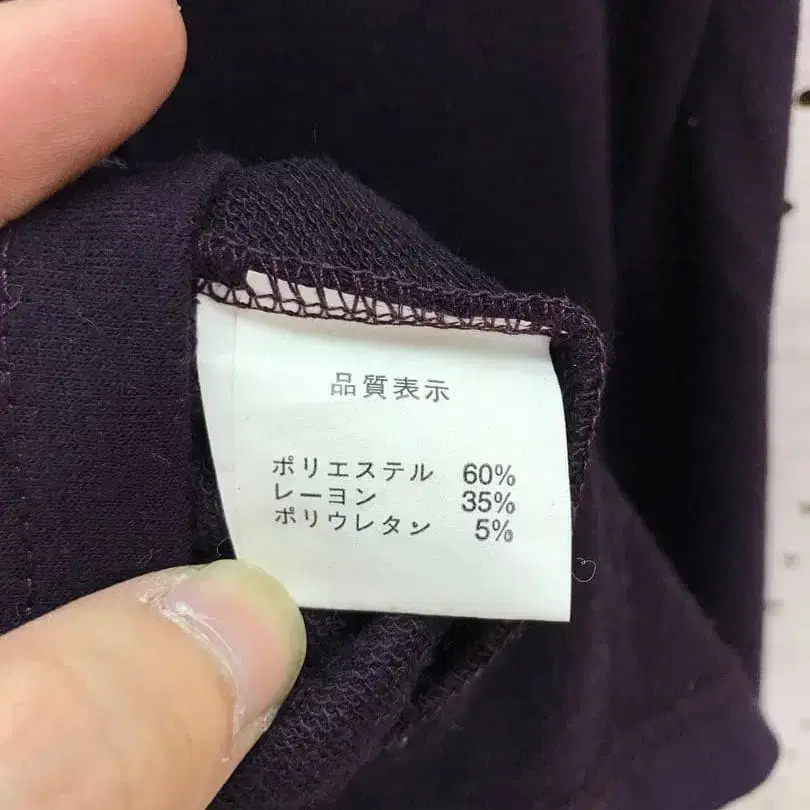 品質表示
ポリエステル 60%
レーヨン 35%
ポリウレタン 5%